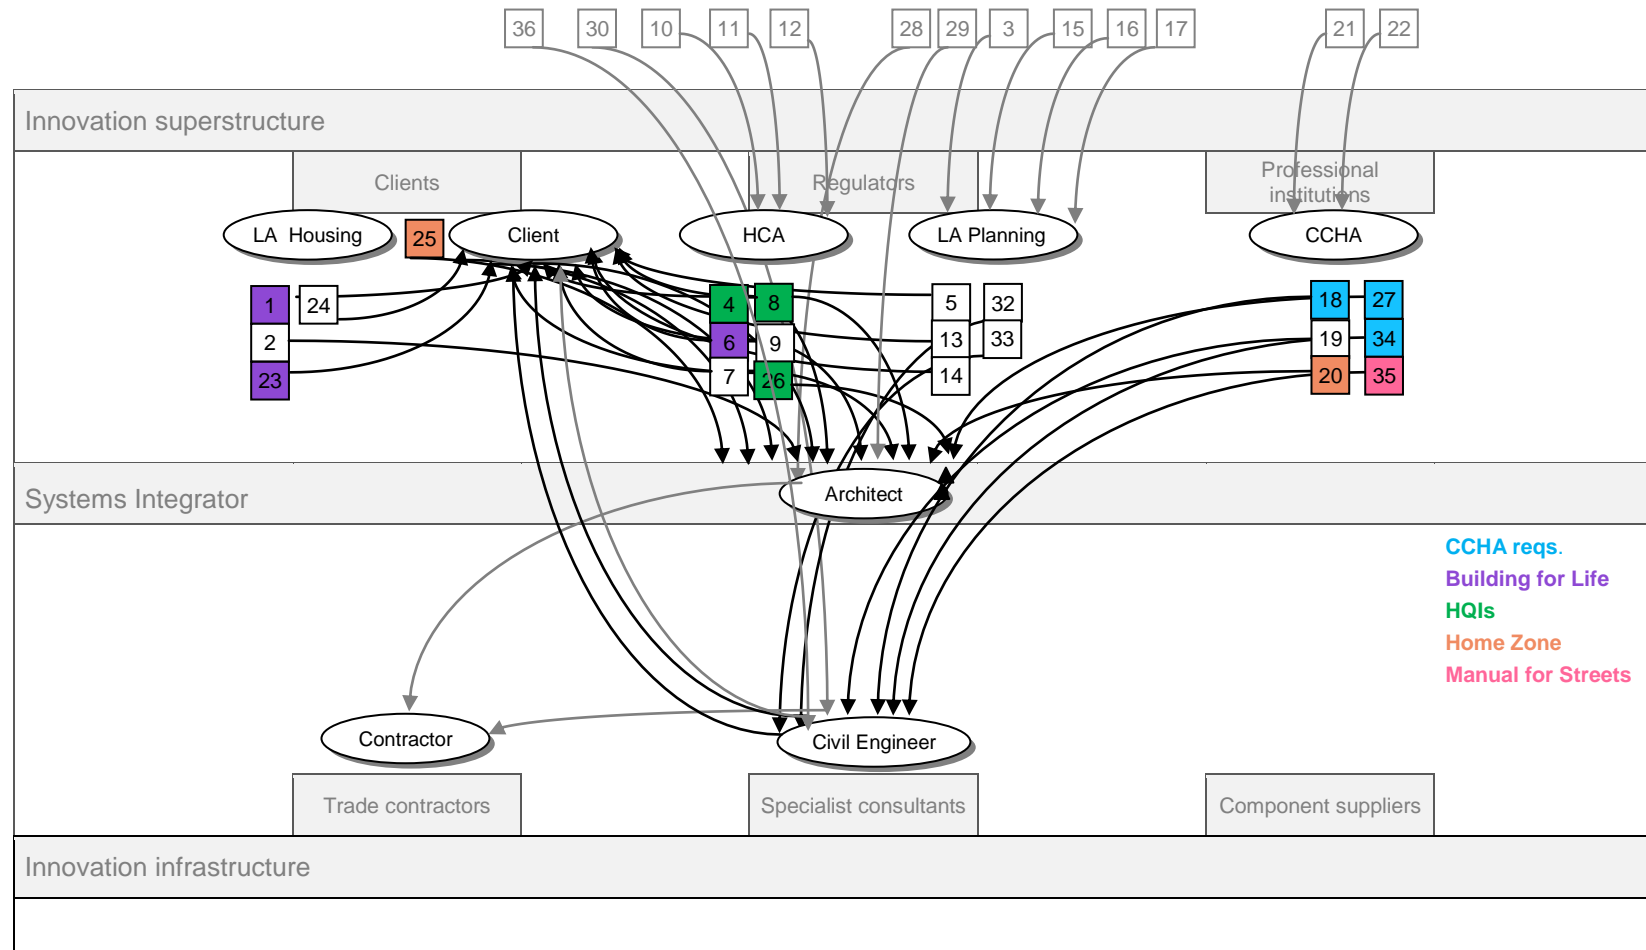 36 30 10 11 12 28 29 3 15 16 17 21 22
Innovation superstructure
Clients
Regulators
Professional
institutions
LA Housing
25
Client
HCA
LA Planning
CCHA
1 24
4 8
5 32
18 27
2
6 9
13 33
19 34
23
7 26
14
20 35
Systems Integrator
Architect
CCHA reqs.
Building for Life
HQIs
Home Zone
Manual for Streets
Contractor
Civil Engineer
Trade contractors
Specialist consultants
Component suppliers
Innovation infrastructure